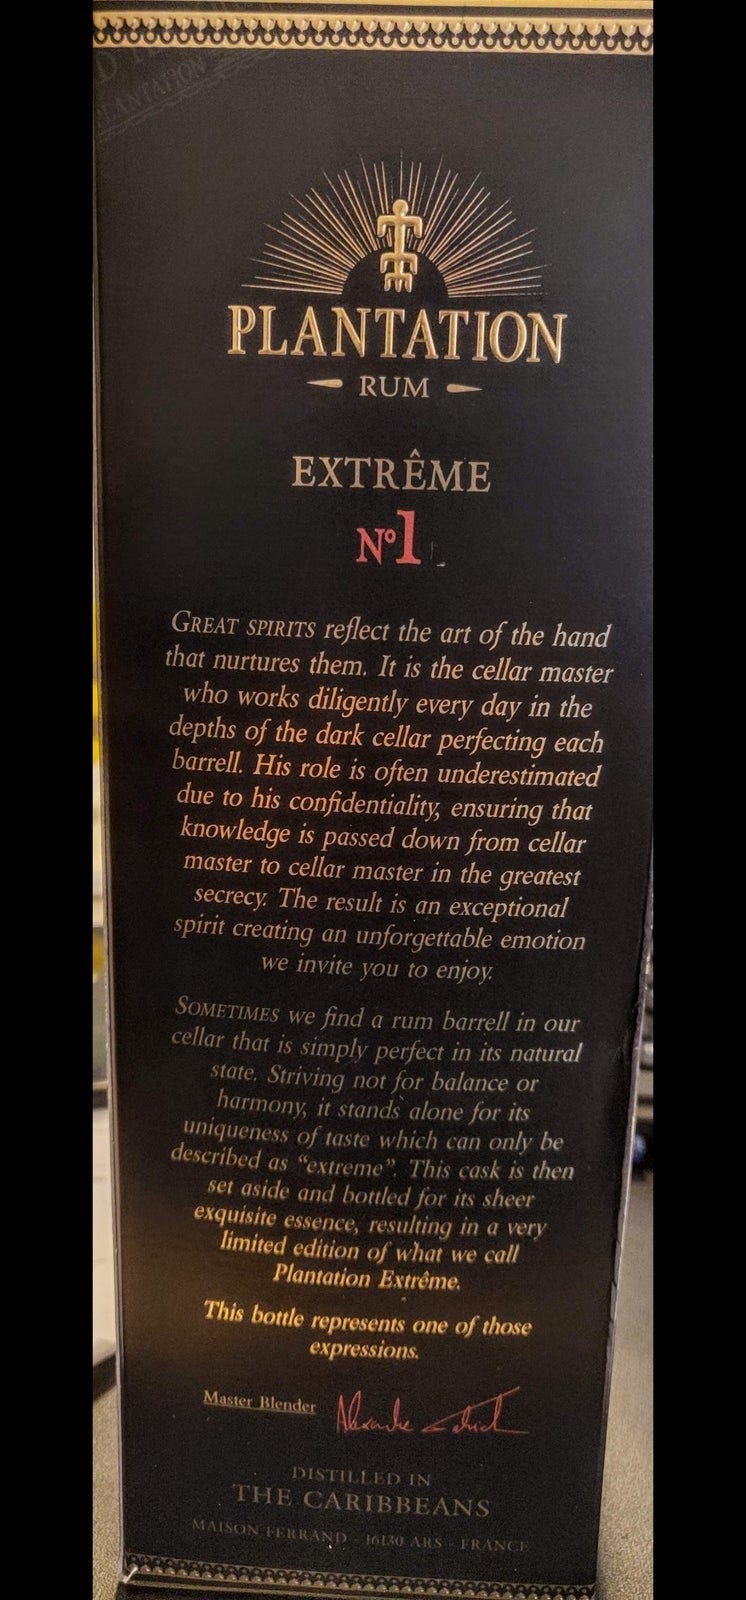 PLANTATION
PLANTATION
RUM
EXTRÊME
Nº1
GREAT SPIRITS reflect the art of the hand
that nurtures them. It is the cellar master
who works diligently every day in the
depths of the dark cellar perfecting each
barrell. His role is often underestimated
due to his confidentiality, ensuring that
knowledge is passed down from cellar
master to cellar master in the greatest
secrecy. The result is an exceptional
spirit creating an unforgettable emotion
we invite you to enjoy.
SOMETIMES we find a rum barrell in our
cellar that is simply perfect in its natural
state. Striving not for balance or
harmony, it stands alone for its
uniqueness of taste which can only be
described as “extreme”. This cask is then
set aside and bottled for its sheer
exquisite essence, resulting in a very
limited edition of what we call
Plantation Extrême.
This bottle represents one of those
expressions.
Master Blender Alexandre
DISTILLED IN
THE CARIBBEANS
MAISON FERRAND - 16130 ARS - FRANCE